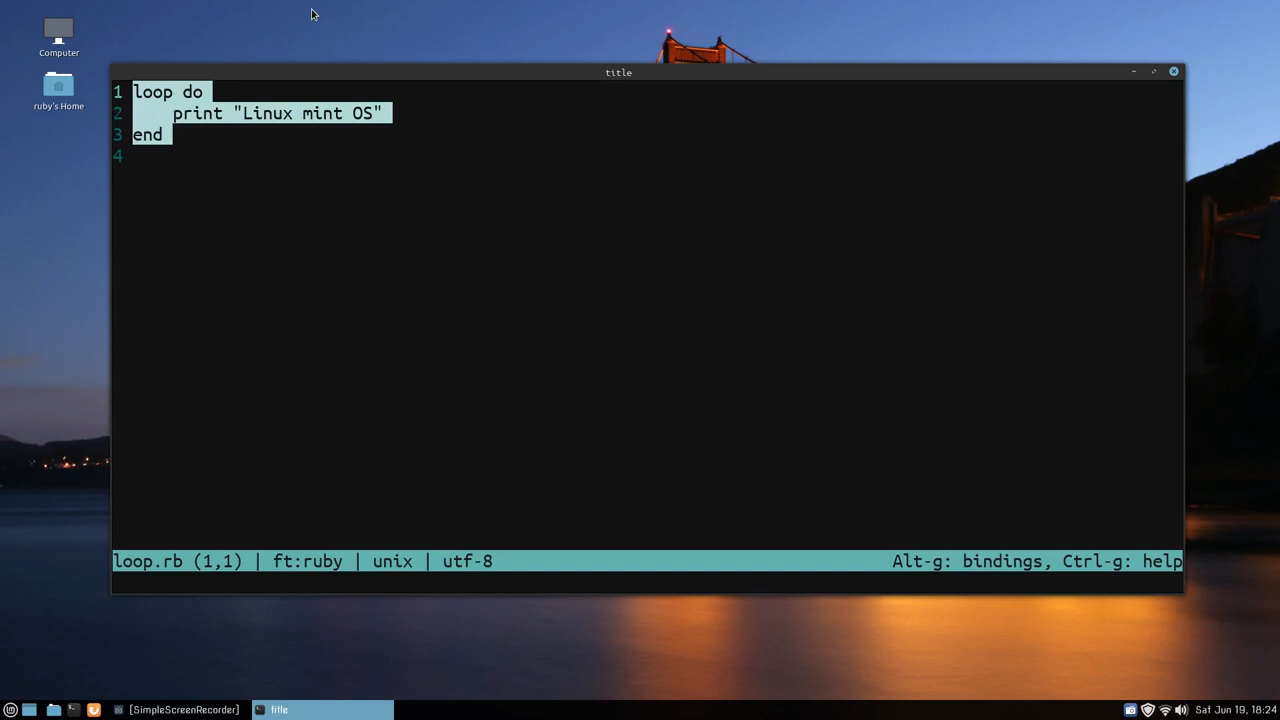 Computer
ruby's Home
title
1 loop do
2     print "Linux mint OS"
3 end
4
loop.rb (1,1) | ft:ruby | unix | utf-8
Alt-g: bindings, Ctrl-g: help
[SimpleScreenRecorder]
title
Sat Jun 19, 18:24